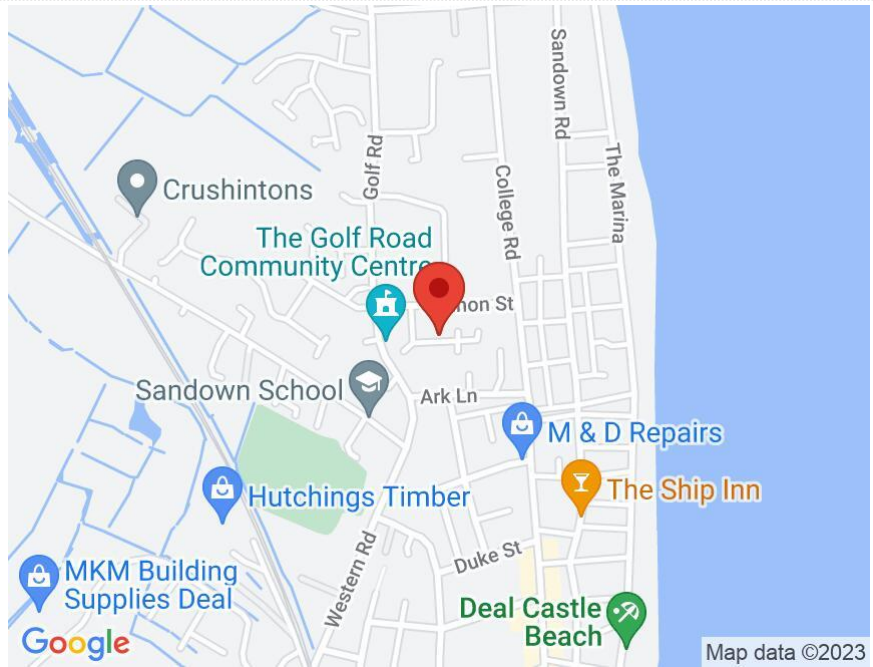 Sandown Rd
The Marina
Golf Rd
College Rd
Crushintons
The Golf Road
Community Centre
Sandown School
Ark Ln
M & D Repairs
The Ship Inn
Hutchings Timber
Western Rd
Duke St
MKM Building
Supplies Deal
Deal Castle
Beach
Google
Map data ©2023